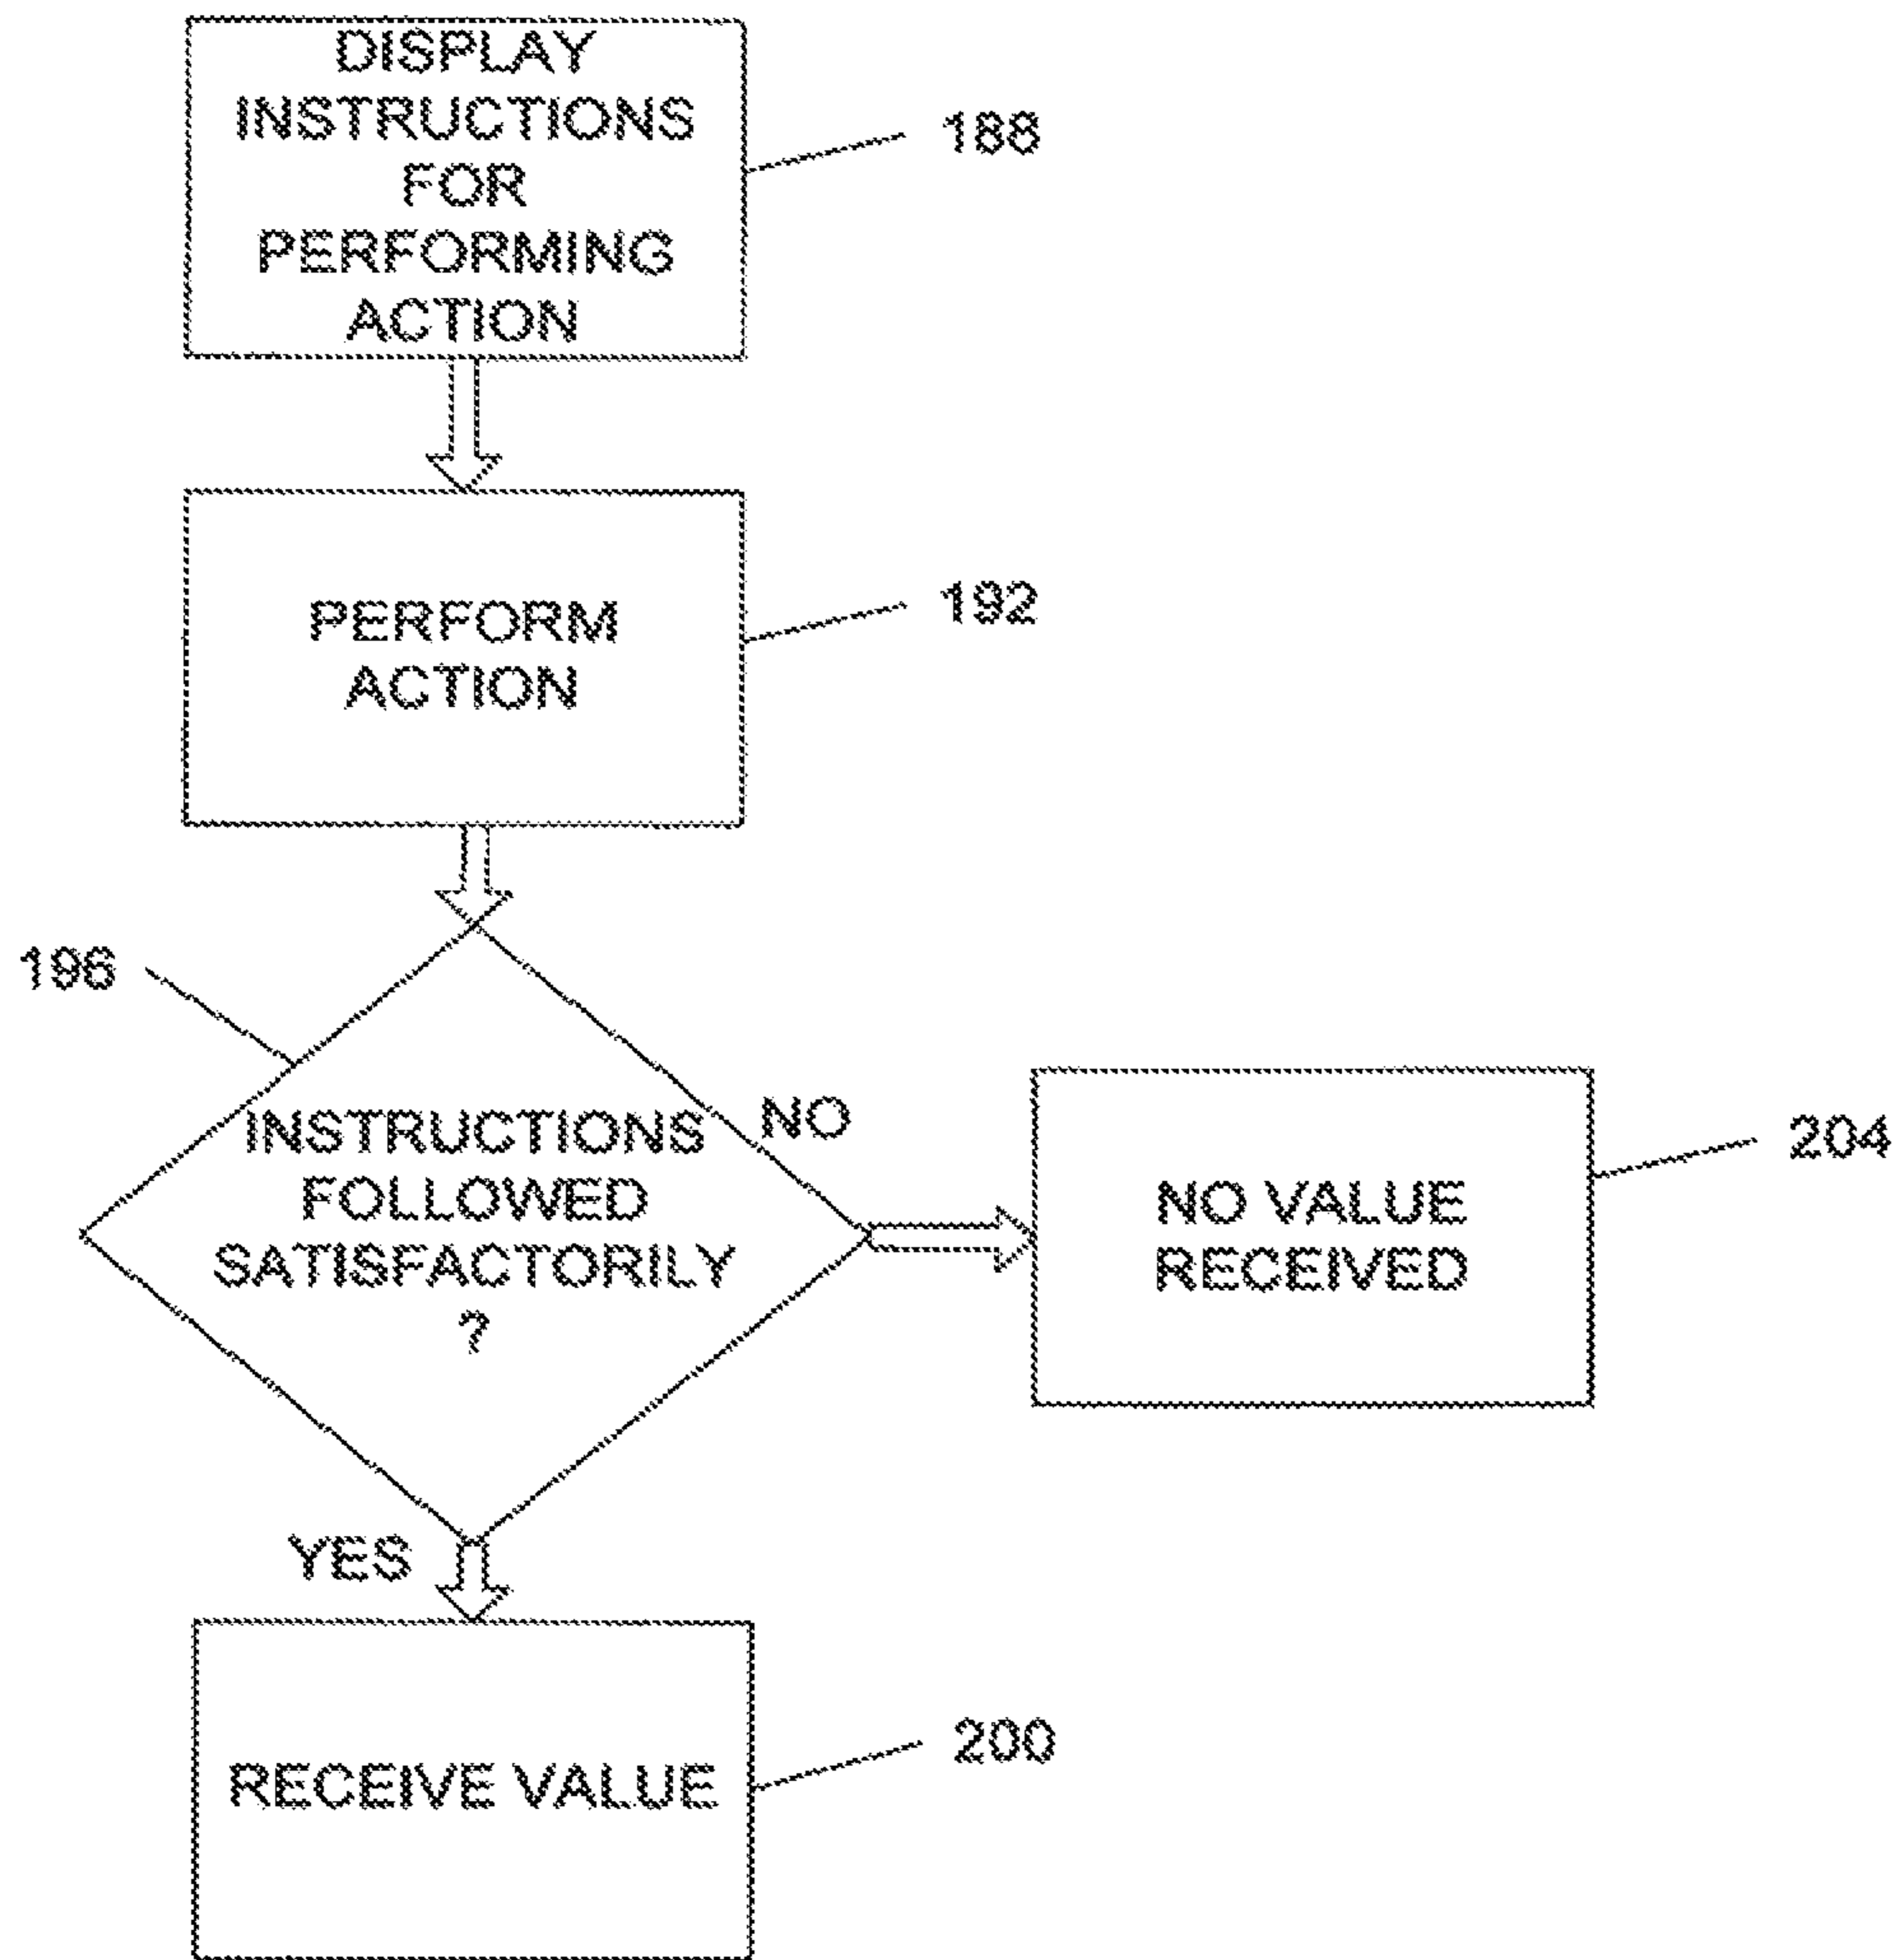 DISPLAY
INSTRUCTIONS
FOR
PERFORMING
ACTION
188
PERFORM
ACTION
192
196
INSTRUCTIONS
FOLLOWED
SATISFACTORILY
?
NO
NO VALUE
RECEIVED
204
YES
RECEIVE VALUE
200